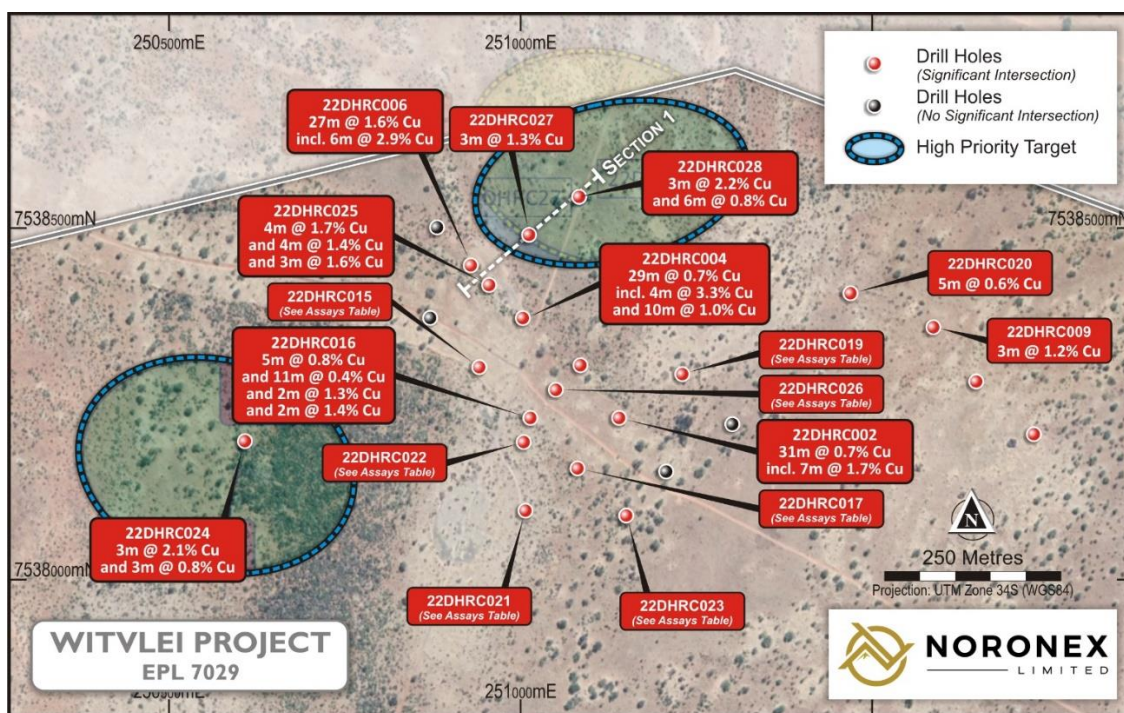 250500mE
251000mE
Drill Holes
(Significant Intersection)
Drill Holes
(No Significant Intersection)
High Priority Target
22DHRC006
27m @ 1.6% Cu
incl. 6m @ 2.9% Cu
22DHRC027
3m @ 1.3% Cu
SECTION 1
22DHRC028
3m @ 2.2% Cu
and 6m @ 0.8% Cu
7538500mN
7538500mN
22DHRC025
4m @ 1.7% Cu
and 4m @ 1.4% Cu
and 3m @ 1.6% Cu
22DHRC004
29m @ 0.7% Cu
incl. 4m @ 3.3% Cu
and 10m @ 1.0% Cu
22DHRC020
5m @ 0.6% Cu
22DHRC015
(See Assays Table)
22DHRC009
3m @ 1.2% Cu
22DHRC016
5m @ 0.8% Cu
and 11m @ 0.4% Cu
and 2m @ 1.3% Cu
and 2m @ 1.4% Cu
22DHRC019
(See Assays Table)
22DHRC026
(See Assays Table)
22DHRC002
31m @ 0.7% Cu
incl. 7m @ 1.7% Cu
22DHRC022
(See Assays Table)
22DHRC017
(See Assays Table)
22DHRC024
3m @ 2.1% Cu
and 3m @ 0.8% Cu
N
250 Metres
Projection: UTM Zone 34S (WGS84)
7538000mN
22DHRC021
(See Assays Table)
22DHRC023
(See Assays Table)
WITVLEI PROJECT
EPL 7029
NORONEX
LIMITED
251000mE